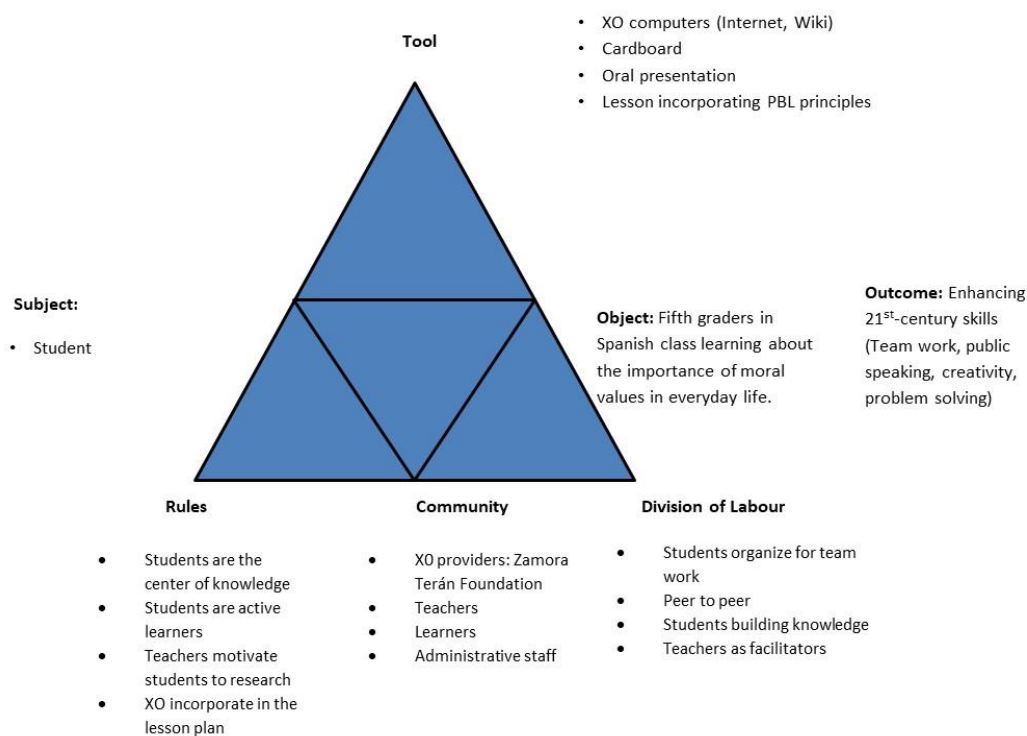 Tool
• XO computers (Internet, Wiki)
• Cardboard
• Oral presentation
• Lesson incorporating PBL principles
Subject:
• Student
Object: Fifth graders in
Spanish class learning about
the importance of moral
values in everyday life.
Outcome: Enhancing
21st-century skills
(Team work, public
speaking, creativity,
problem solving)
Rules
• Students are the
center of knowledge
• Students are active
learners
• Teachers motivate
students to research
• XO incorporate in the
lesson plan
Community
• X0 providers: Zamora
Terán Foundation
• Teachers
• Learners
• Administrative staff
Division of Labour
• Students organize for team
work
• Peer to peer
• Students building knowledge
• Teachers as facilitators